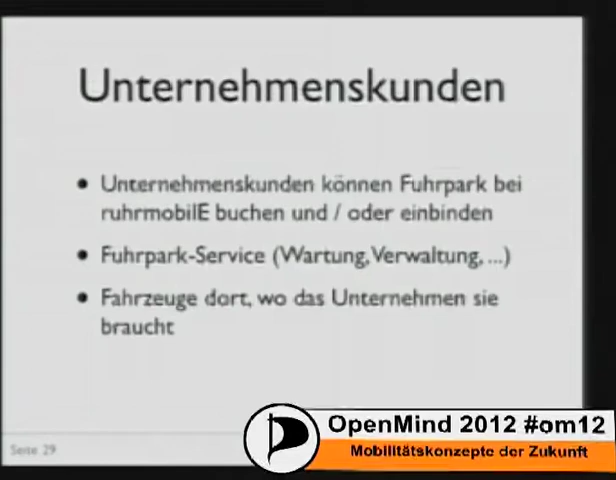 Unternehmenskunden
• Unternehmenskunden können Fuhrpark bei
ruhrmobilE buchen und / oder einbinden
• Fuhrpark-Service (Wartung, Verwaltung, ...)
• Fahrzeuge dort, wo das Unternehmen sie
braucht
Seite 29
OpenMind 2012 #om12
Mobilitätskonzepte der Zukunft